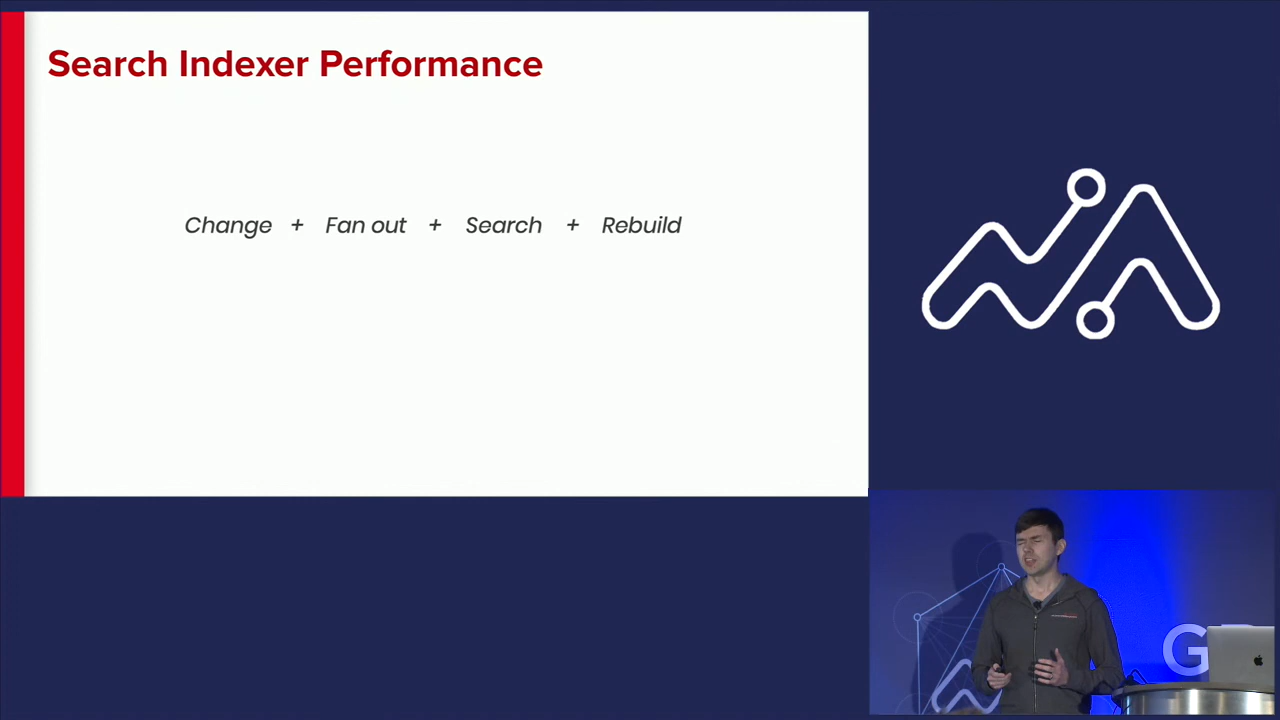 Search Indexer Performance
Change + Fan out + Search + Rebuild